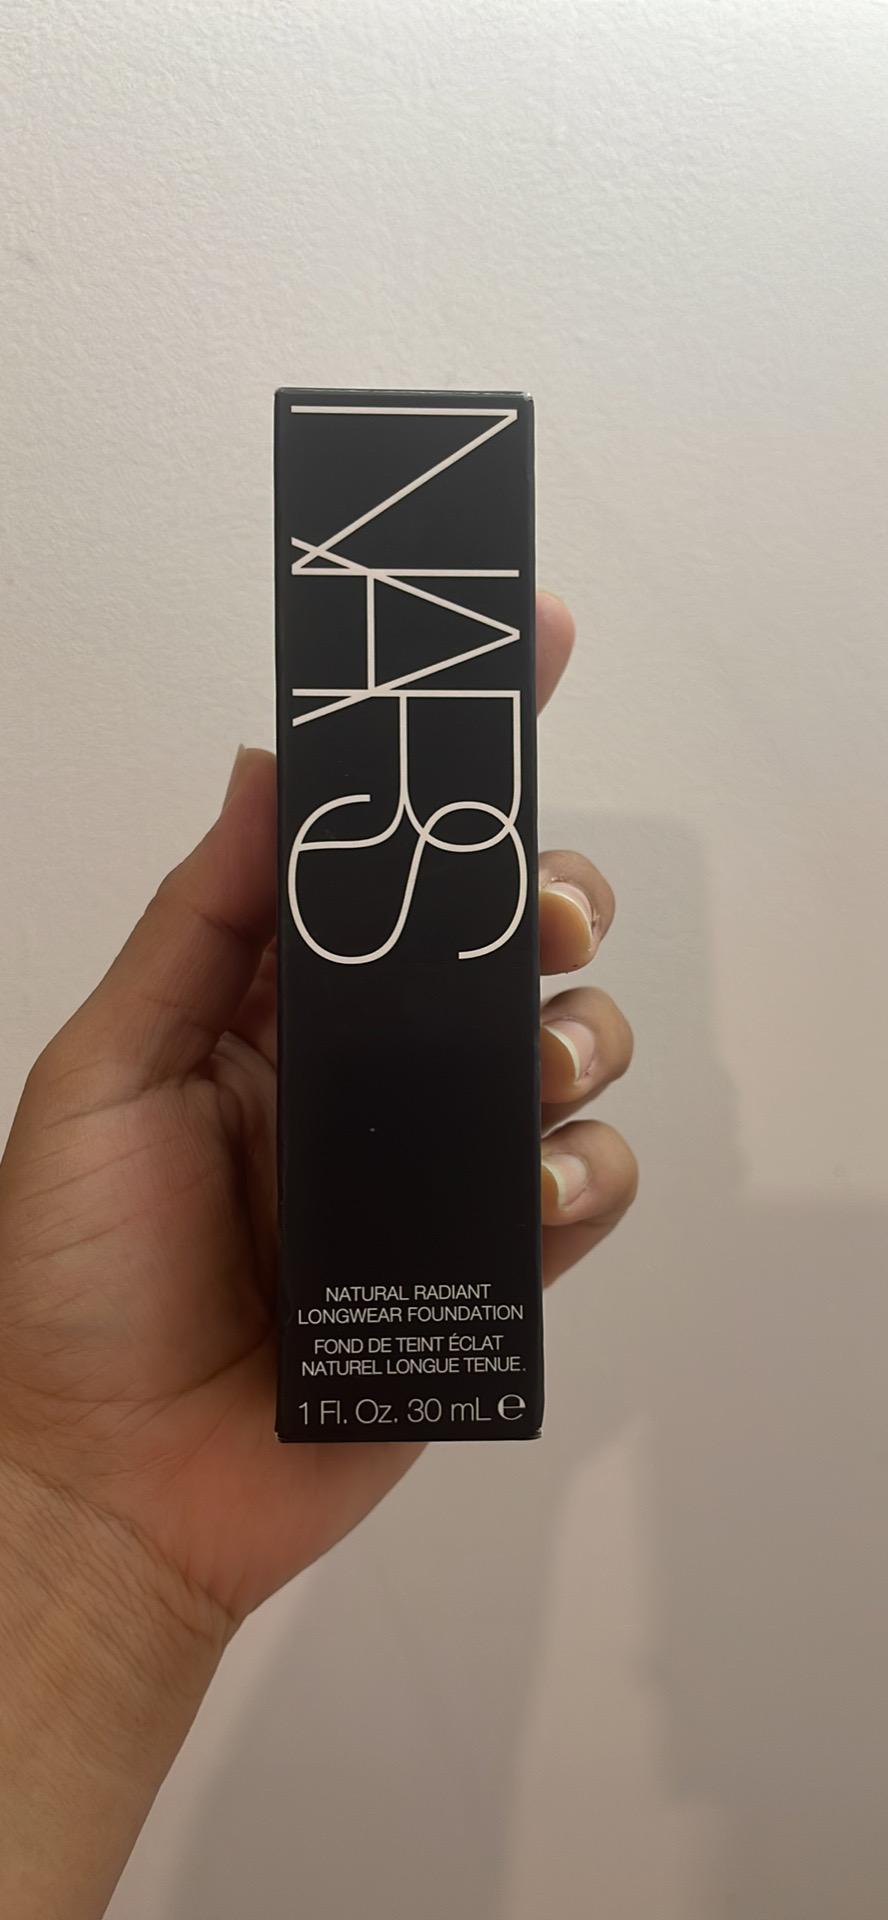 NARS
NATURAL RADIANT
LONGWEAR FOUNDATION
FOND DE TEINT ÉCLAT
NATUREL LONGUE TENUE.
1 Fl. Oz. 30 mL ℮